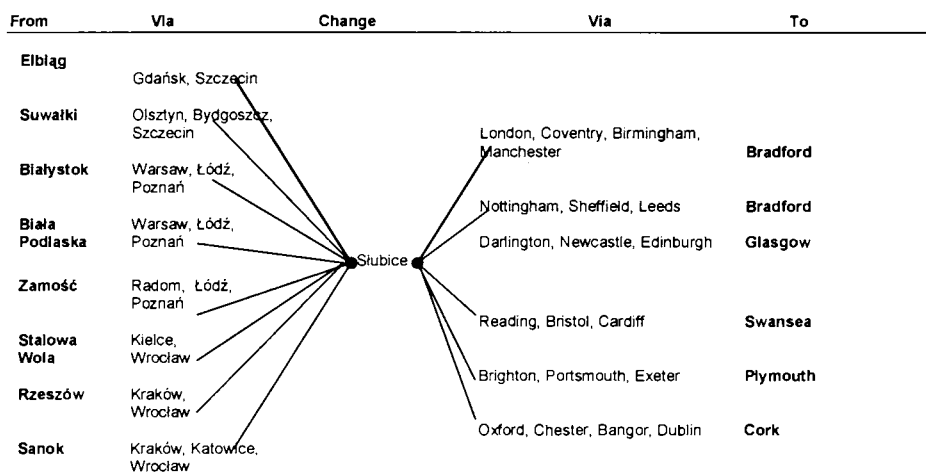 From Via Change Via To
Elbląg
Gdańsk, Szczecin
Suwałki Olsztyn, Bydgoszcz,
Szczecin
London, Coventry, Birmingham,
Manchester Bradford
Białystok Warsaw, Łódź,
Poznań
Nottingham, Sheffield, Leeds Bradford
Biała Warsaw, Łódź,
Podlaska Poznań
Darlington, Newcastle, Edinburgh Glasgow
Słubice
Zamość Radom, Łódź,
Poznań
Reading, Bristol, Cardiff Swansea
Stalowa Kielce,
Wola Wrocław
Brighton, Portsmouth, Exeter Plymouth
Rzeszów Kraków,
Wrocław
Oxford, Chester, Bangor, Dublin Cork
Sanok Kraków, Katowice,
Wrocław